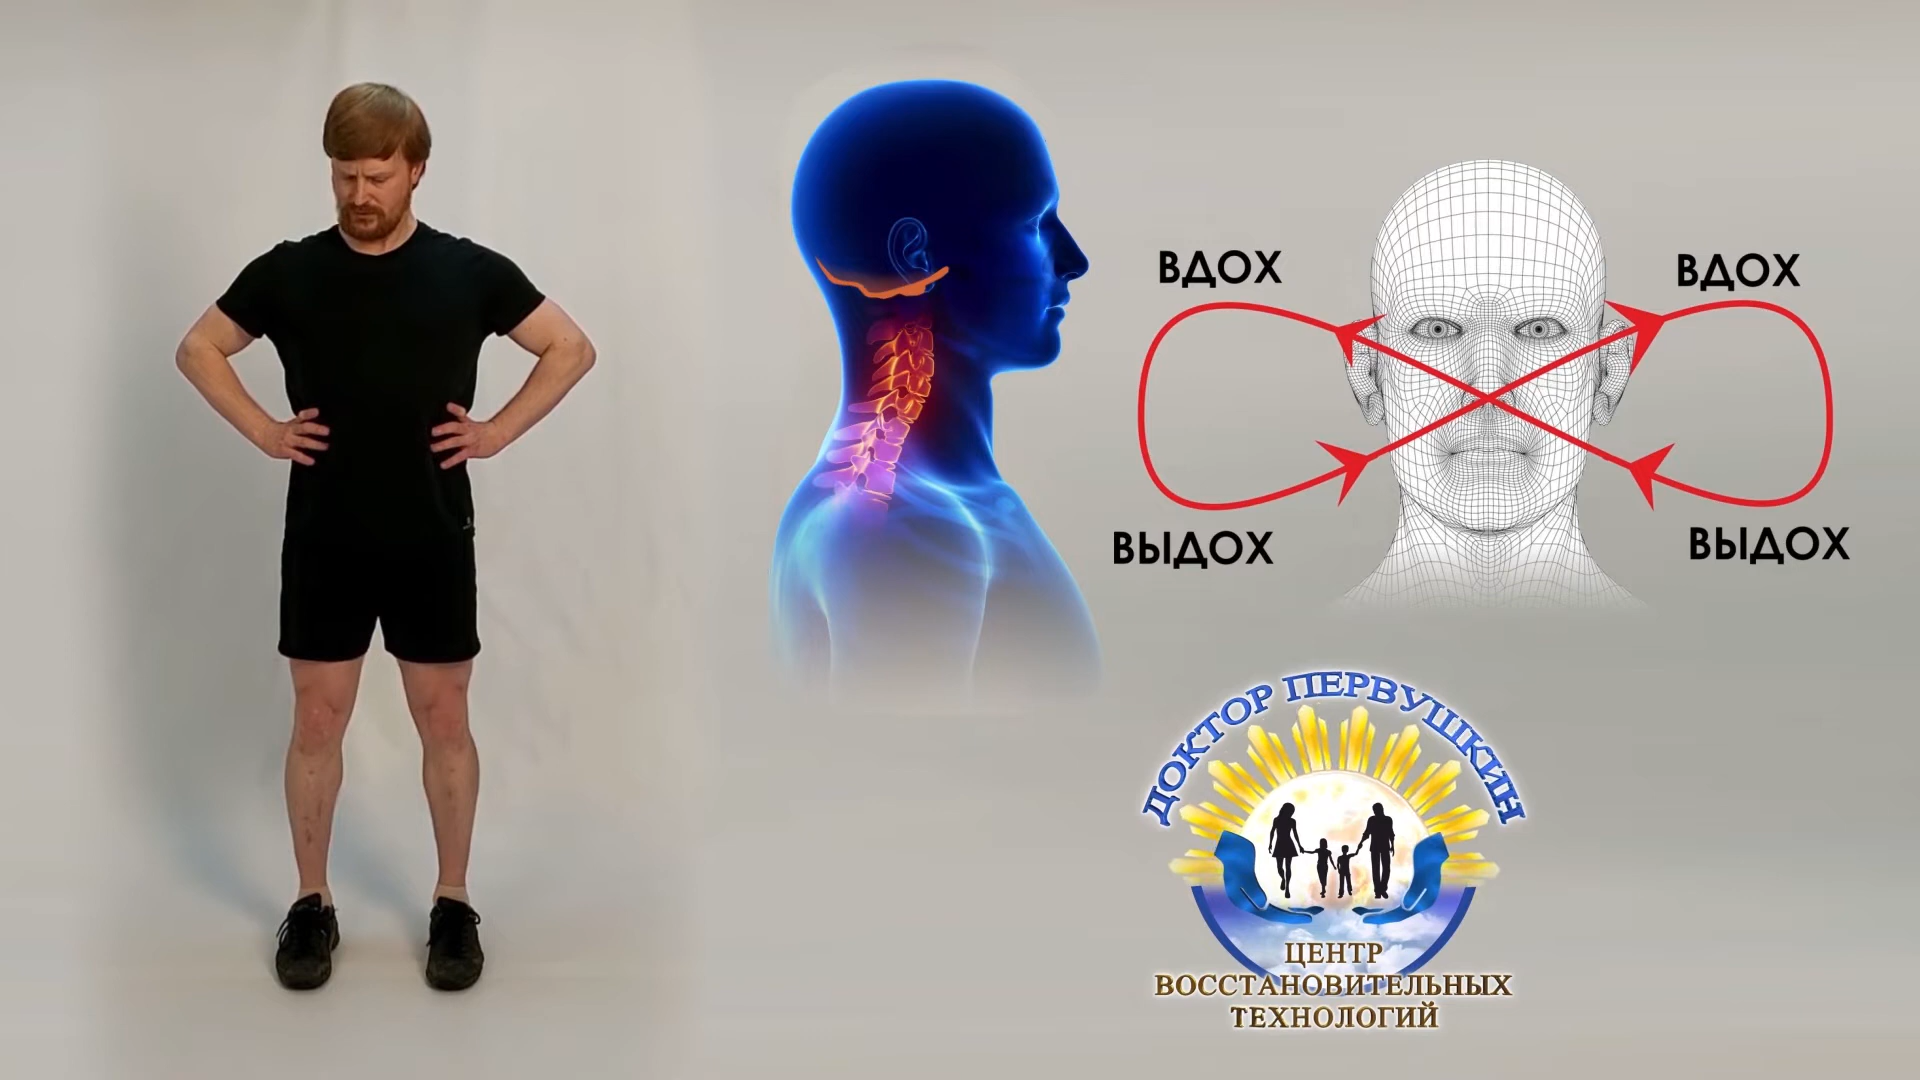 ВДОХ
ВДОХ
ВЫДОХ
ВЫДОХ
ДОКТОР ПЕРВУШКИН
ЦЕНТР
ВОССТАНОВИТЕЛЬНЫХ
ТЕХНОЛОГИЙ